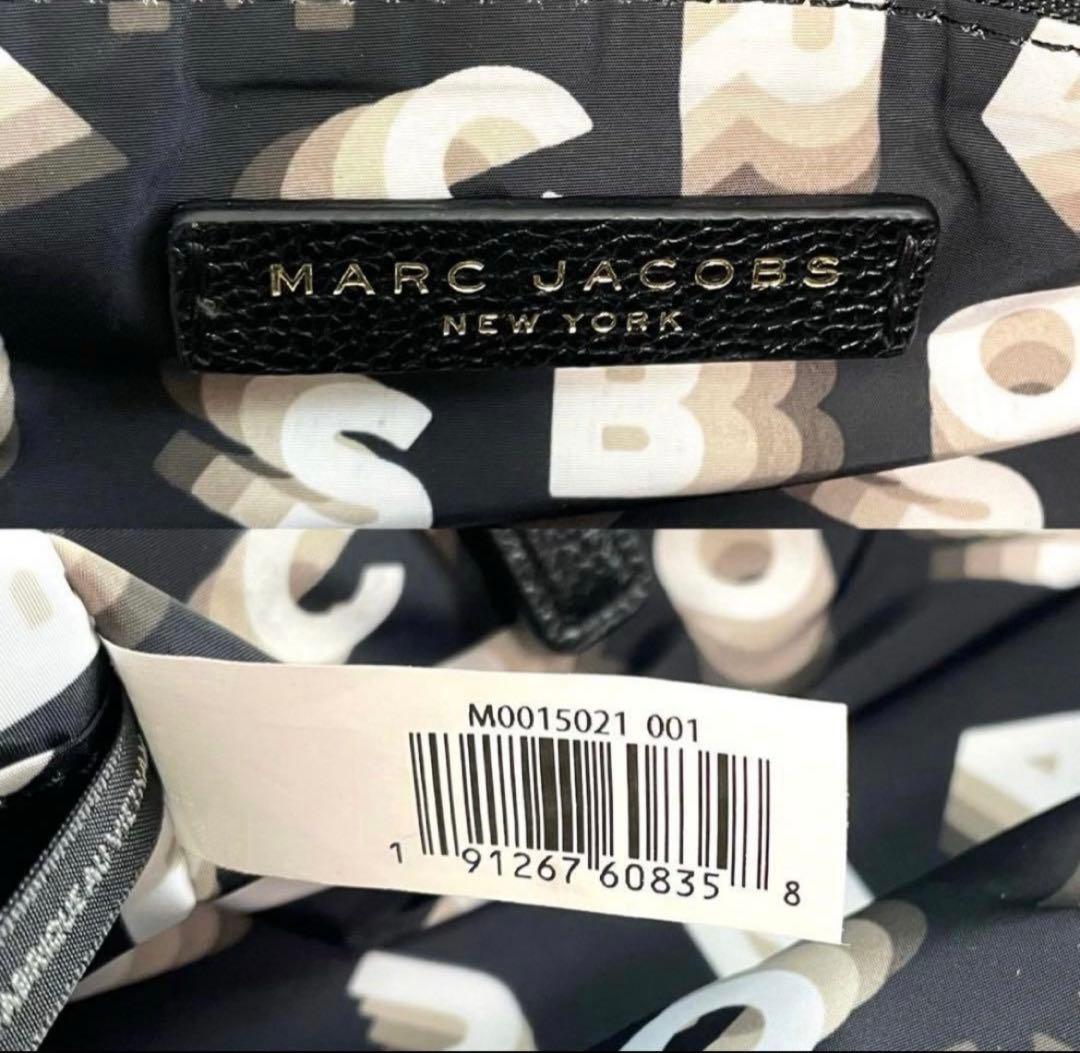 MARC JACOBS
NEW YORK
S B O
C O
A
M0015021 001
1 91267 60835 8